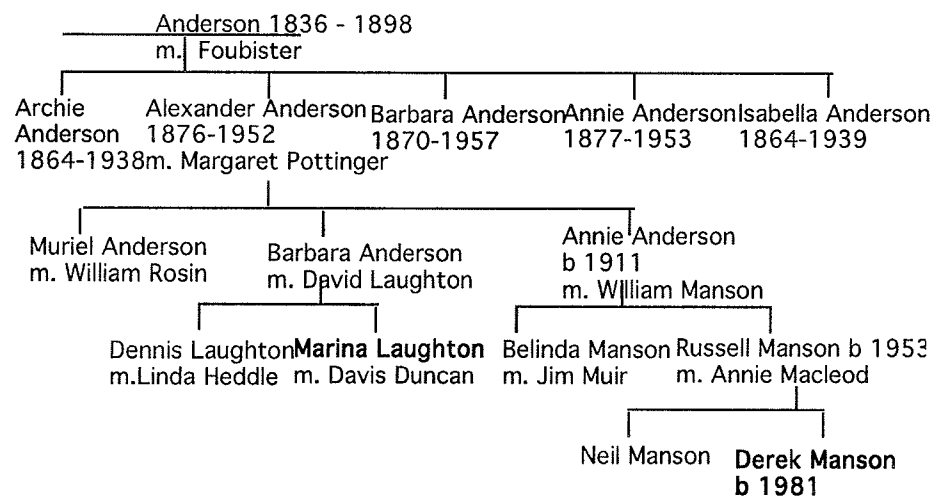 Anderson 1836 - 1898
m. Foubister
Archie
Anderson
1864-1938
Alexander Anderson
1876-1952
m. Margaret Pottinger
Barbara Anderson
1870-1957
Annie Anderson
1877-1953
Isabella Anderson
1864-1939
Muriel Anderson
m. William Rosin
Barbara Anderson
m. David Laughton
Annie Anderson
b 1911
m. William Manson
Dennis Laughton
m.Linda Heddle
Marina Laughton
m. Davis Duncan
Belinda Manson
m. Jim Muir
Russell Manson b 1953
m. Annie Macleod
Neil Manson
Derek Manson
b 1981